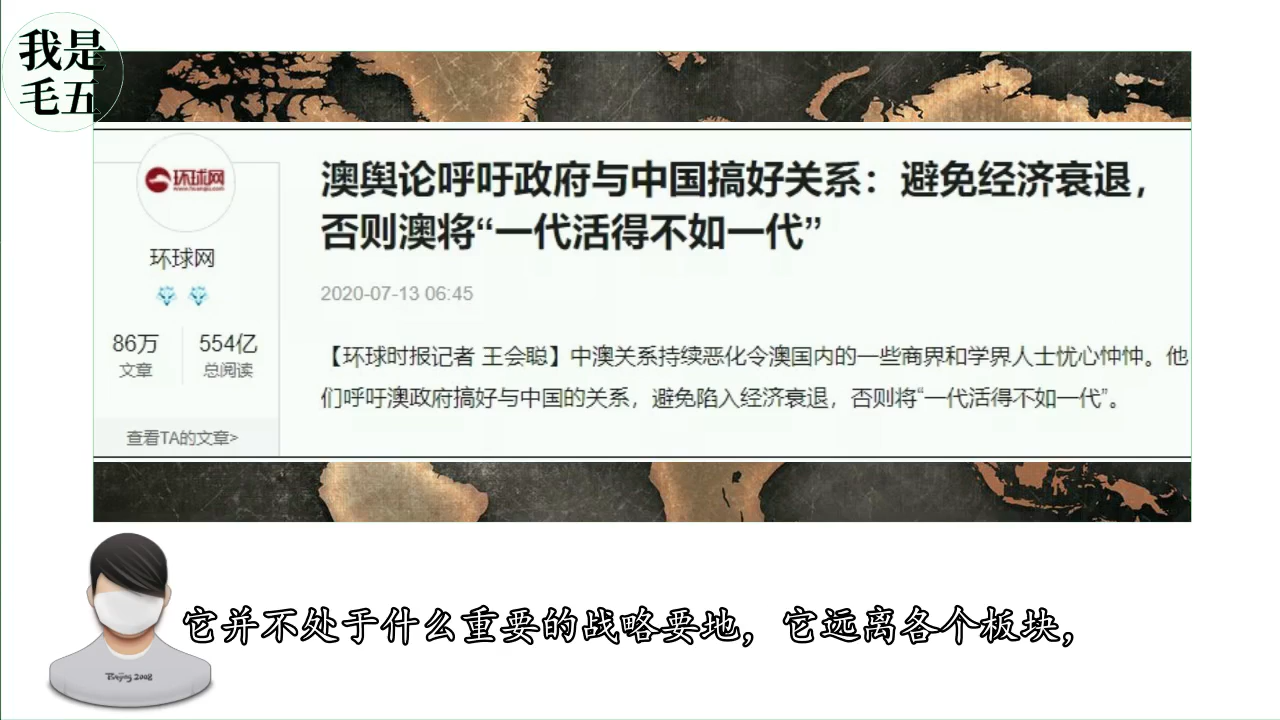 我是
毛五
环球网
www.huanqiu.com
环球网
86万
文章
554亿
总阅读
查看TA的文章>
澳舆论呼吁政府与中国搞好关系：避免经济衰退，
否则澳将“一代活得不如一代”
2020-07-13 06:45
【环球时报记者 王会聪】中澳关系持续恶化令澳国内的一些商界和学界人士忧心忡忡。他
们呼吁澳政府搞好与中国的关系，避免陷入经济衰退，否则将“一代活得不如一代”。
它并不处于什么重要的战略要地，它远离各个板块，
Beijing 2008